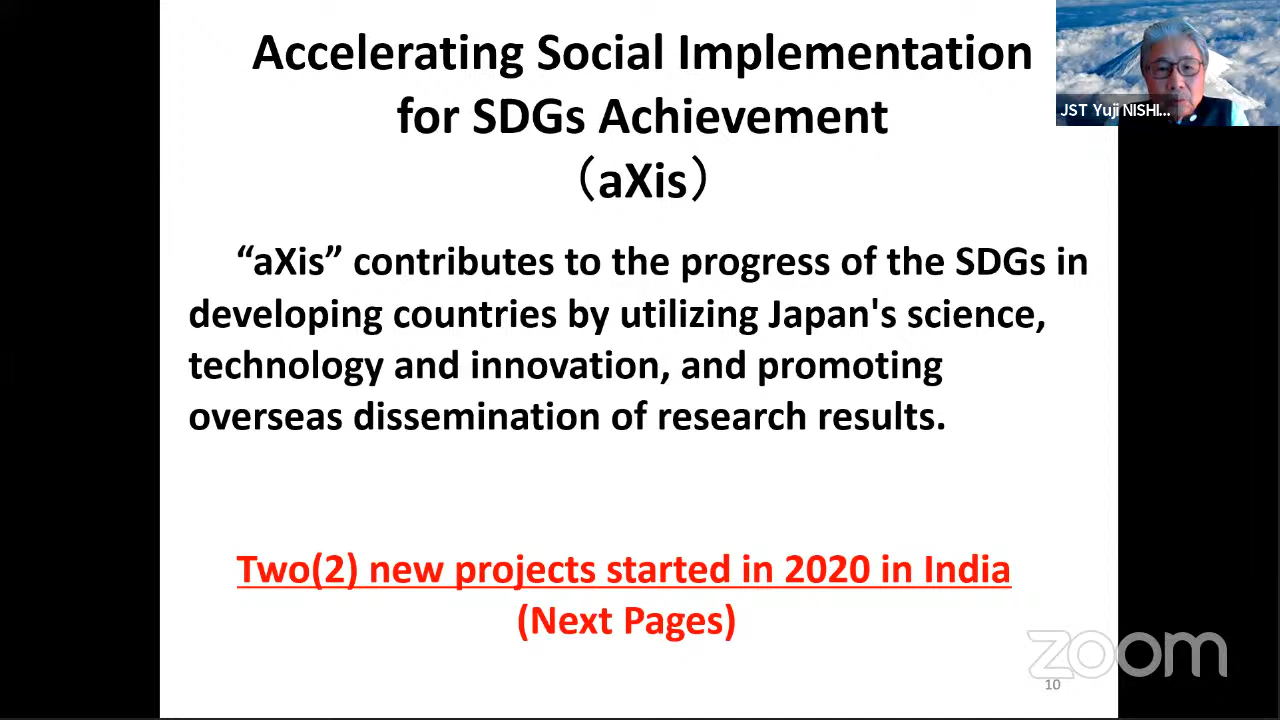 Accelerating Social Implementation
for SDGs Achievement
（aXis）
JST Yuji NISHI...
“aXis” contributes to the progress of the SDGs in
developing countries by utilizing Japan's science,
technology and innovation, and promoting
overseas dissemination of research results.
Two(2) new projects started in 2020 in India
(Next Pages)
zoom
10